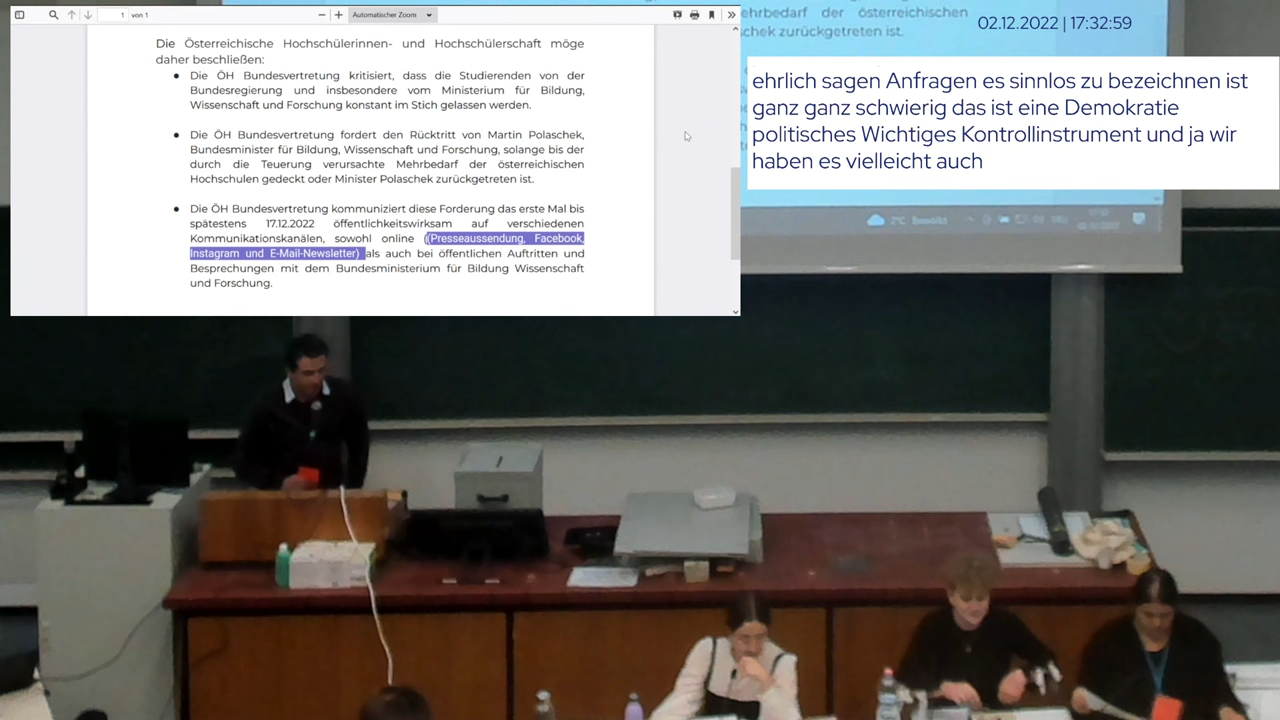 1 von 1
Automatischer Zoom
Die Österreichische Hochschülerinnen- und Hochschülerschaft möge
daher beschließen:
● Die ÖH Bundesvertretung kritisiert, dass die Studierenden von der
Bundesregierung und insbesondere vom Ministerium für Bildung,
Wissenschaft und Forschung konstant im Stich gelassen werden.
● Die ÖH Bundesvertretung fordert den Rücktritt von Martin Polaschek,
Bundesminister für Bildung, Wissenschaft und Forschung, solange bis der
durch die Teuerung verursachte Mehrbedarf der österreichischen
Hochschulen gedeckt oder Minister Polaschek zurückgetreten ist.
● Die ÖH Bundesvertretung kommuniziert diese Forderung das erste Mal bis
spätestens 17.12.2022 öffentlichkeitswirksam auf verschiedenen
Kommunikationskanälen, sowohl online ((Presseaussendung, Facebook,
Instagram und E-Mail-Newsletter) als auch bei öffentlichen Auftritten und
Besprechungen mit dem Bundesministerium für Bildung Wissenschaft
und Forschung.
ehrbedarf der österreichischen
schek zurückgetreten ist.
02.12.2022 | 17:32:59
ehrlich sagen Anfragen es sinnlos zu bezeichnen ist
ganz ganz schwierig das ist eine Demokratie
politisches Wichtiges Kontrollinstrument und ja wir
haben es vielleicht auch
2°C Bewölkt